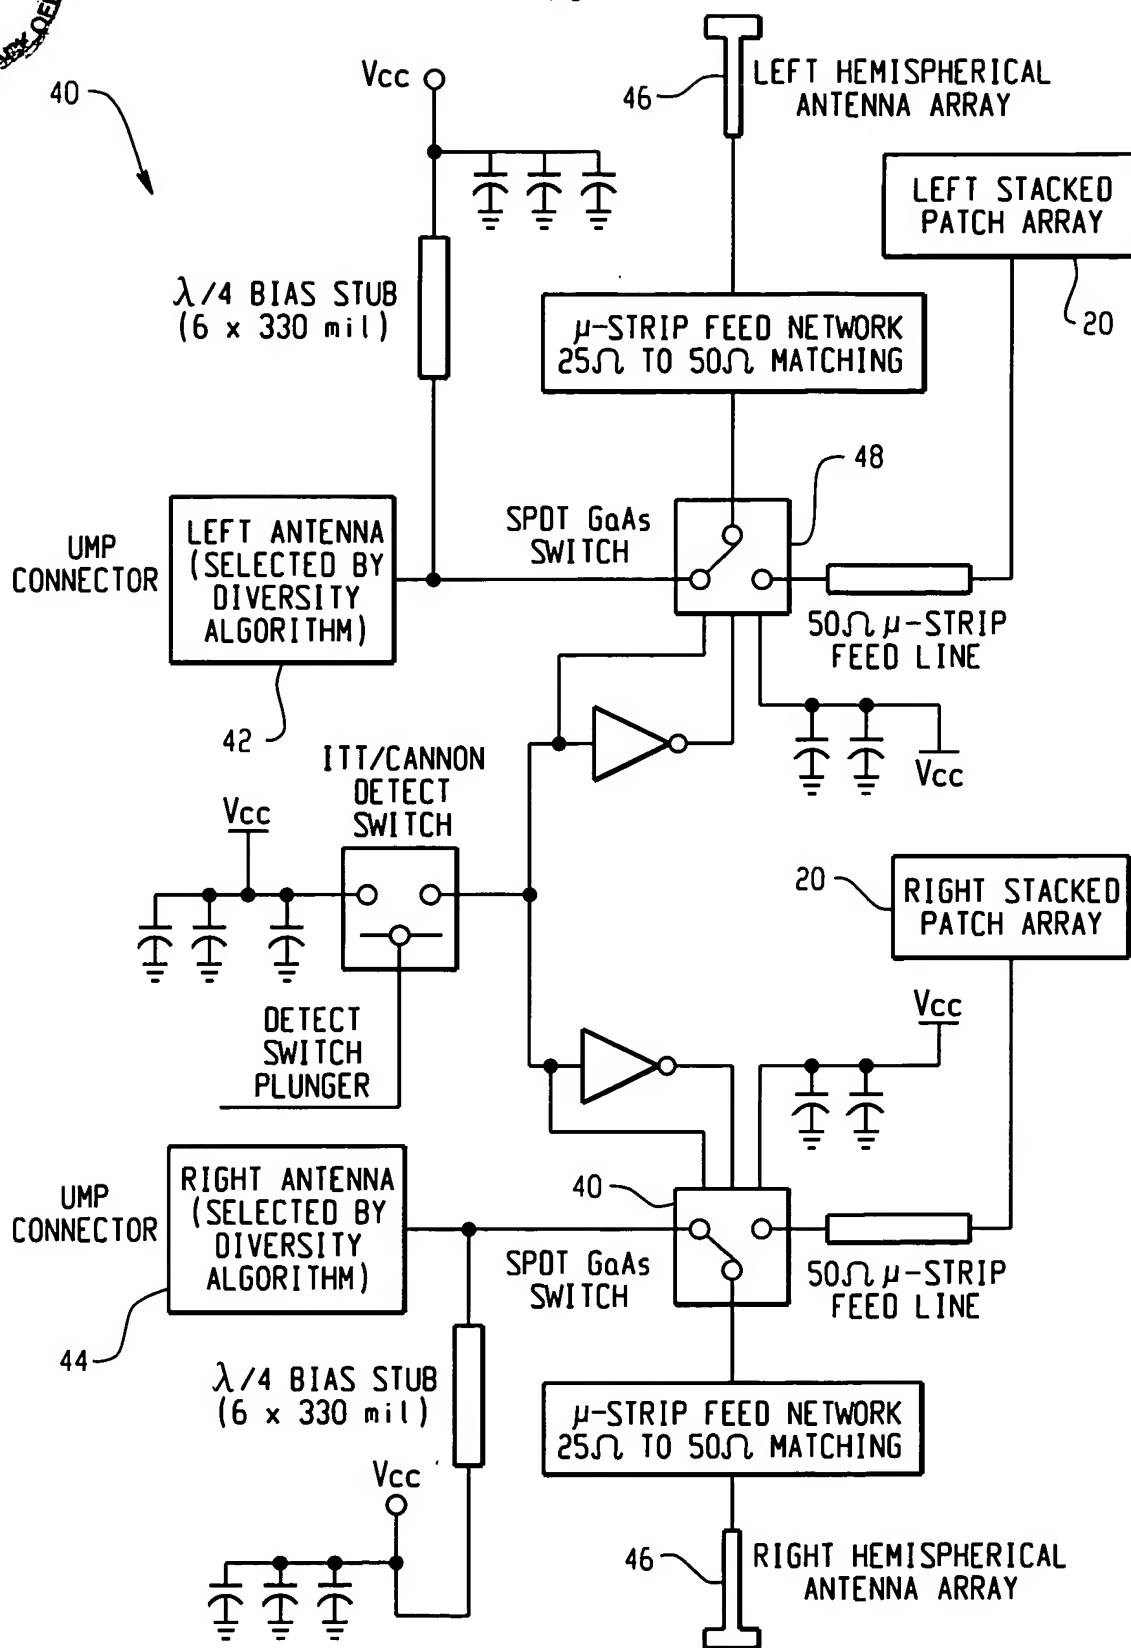 40
Vcc
46
LEFT HEMISPHERICAL
ANTENNA ARRAY
LEFT STACKED
PATCH ARRAY
20
λ/4 BIAS STUB
(6 x 330 mil)
μ-STRIP FEED NETWORK
25Ω TO 50Ω MATCHING
48
UMP
CONNECTOR
LEFT ANTENNA
(SELECTED BY
DIVERSITY
ALGORITHM)
42
SPDT GaAs
SWITCH
50Ω μ-STRIP
FEED LINE
Vcc
ITT/CANNON
DETECT
SWITCH
Vcc
DETECT
SWITCH
PLUNGER
20
RIGHT STACKED
PATCH ARRAY
Vcc
UMP
CONNECTOR
RIGHT ANTENNA
(SELECTED BY
DIVERSITY
ALGORITHM)
44
40
SPDT GaAs
SWITCH
50Ω μ-STRIP
FEED LINE
λ/4 BIAS STUB
(6 x 330 mil)
Vcc
μ-STRIP FEED NETWORK
25Ω TO 50Ω MATCHING
46
RIGHT HEMISPHERICAL
ANTENNA ARRAY